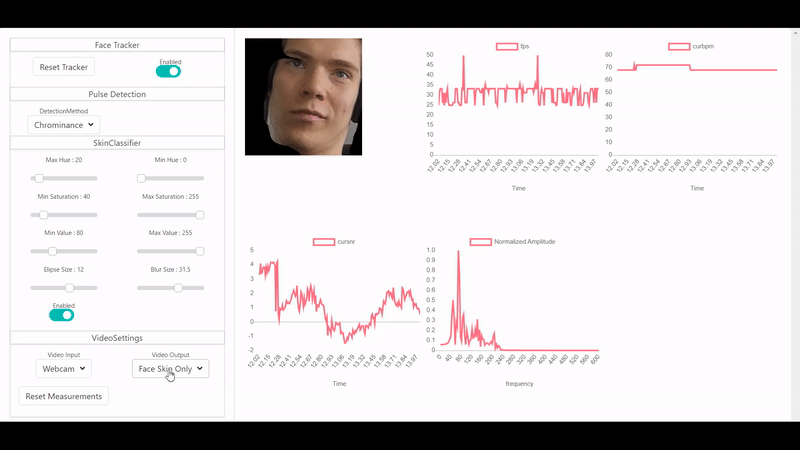 Face Tracker
Reset Tracker
Enabled
Pulse Detection
DetectionMethod
Chrominance
SkinClassifier
Max Hue : 20
Min Hue : 0
Min Saturation : 40
Max Saturation : 255
Min Value : 80
Max Value : 255
Elipse Size : 12
Blur Size : 31.5
Enabled
VideoSettings
Video Input
Video Output
Webcam
Face Skin Only
Reset Measurements
fps
50
45
40
35
30
25
20
15
10
5
0
12.02 12.15 12.28 12.41 12.54 12.67 12.80 12.93 13.06 13.19 13.32 13.45 13.58 13.71 13.84 13.97
Time
curbpm
80
70
60
50
40
30
20
10
0
12.02 12.15 12.28 12.41 12.54 12.67 12.80 12.93 13.06 13.19 13.32 13.45 13.58 13.71 13.84 13.97
Time
cursnr
5
4
3
2
1
0
-1
-2
12.02 12.15 12.28 12.41 12.54 12.67 12.80 12.93 13.06 13.19 13.32 13.45 13.58 13.71 13.84 13.97
Time
Normalized Amplitude
1.0
0.9
0.8
0.7
0.6
0.5
0.4
0.3
0.2
0.1
0
0 40 80 120 160 200 240 280 320 360 400 440 480 520 560 600
frequency